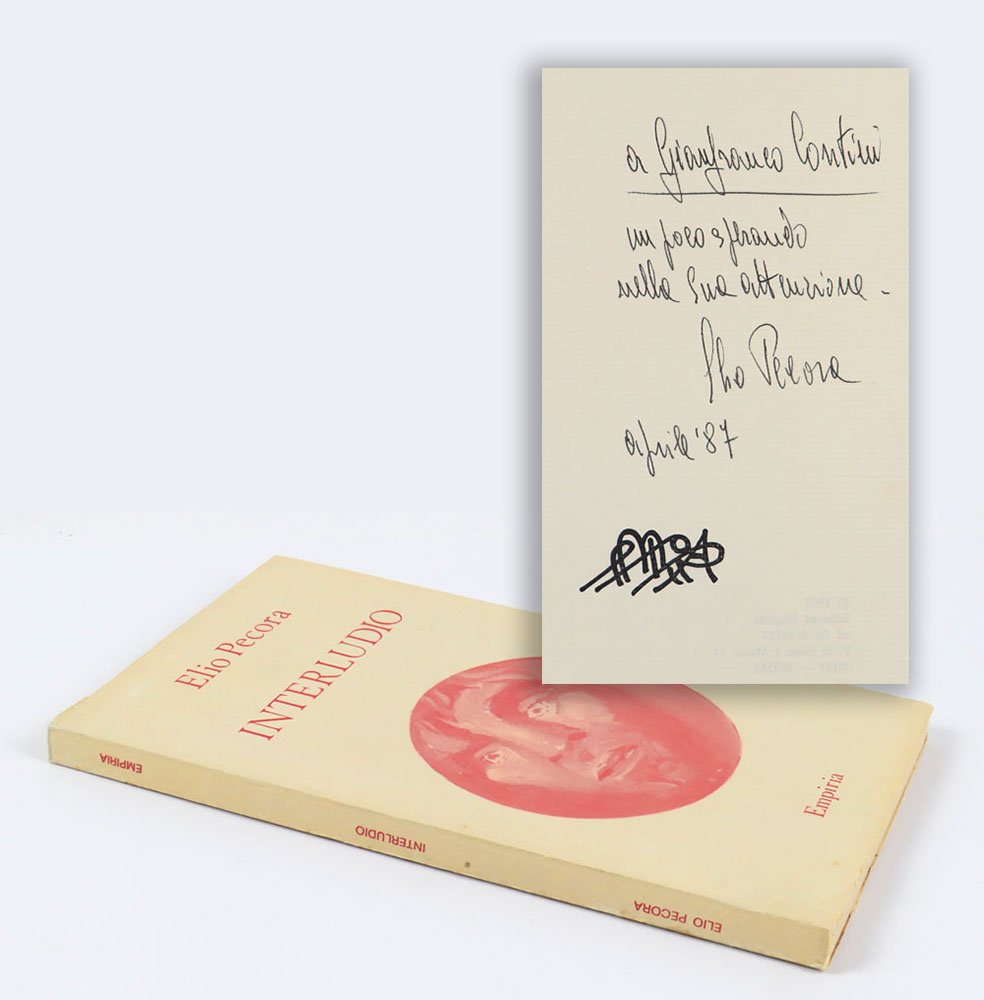 a Gianfranco Contini
un poco sperando
nella Sua attenzione -
Elio Pecora
aprile '87
Elio Pecora
INTERLUDIO
Empiria
EMPIRIA
INTERLUDIO
ELIO PECORA